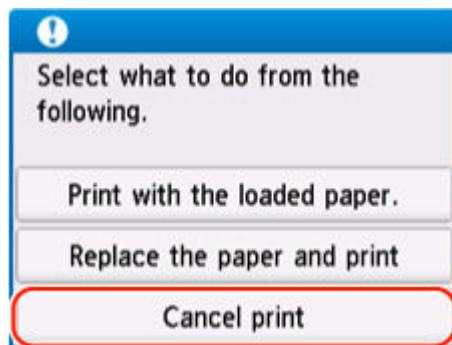 Select what to do from the
following.
Print with the loaded paper.
Replace the paper and print
Cancel print